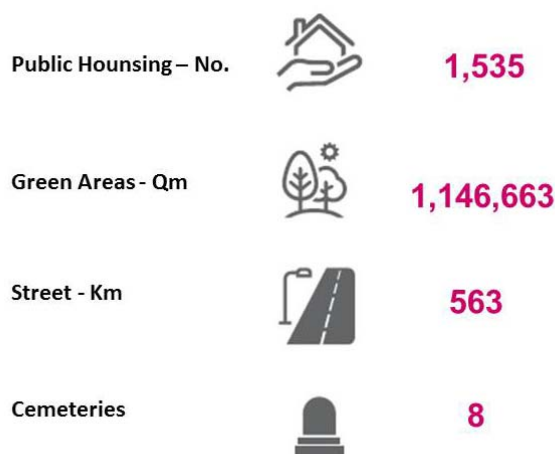 Public Hounsing – No. 1,535
Green Areas - Qm 1,146,663
Street - Km 563
Cemeteries 8